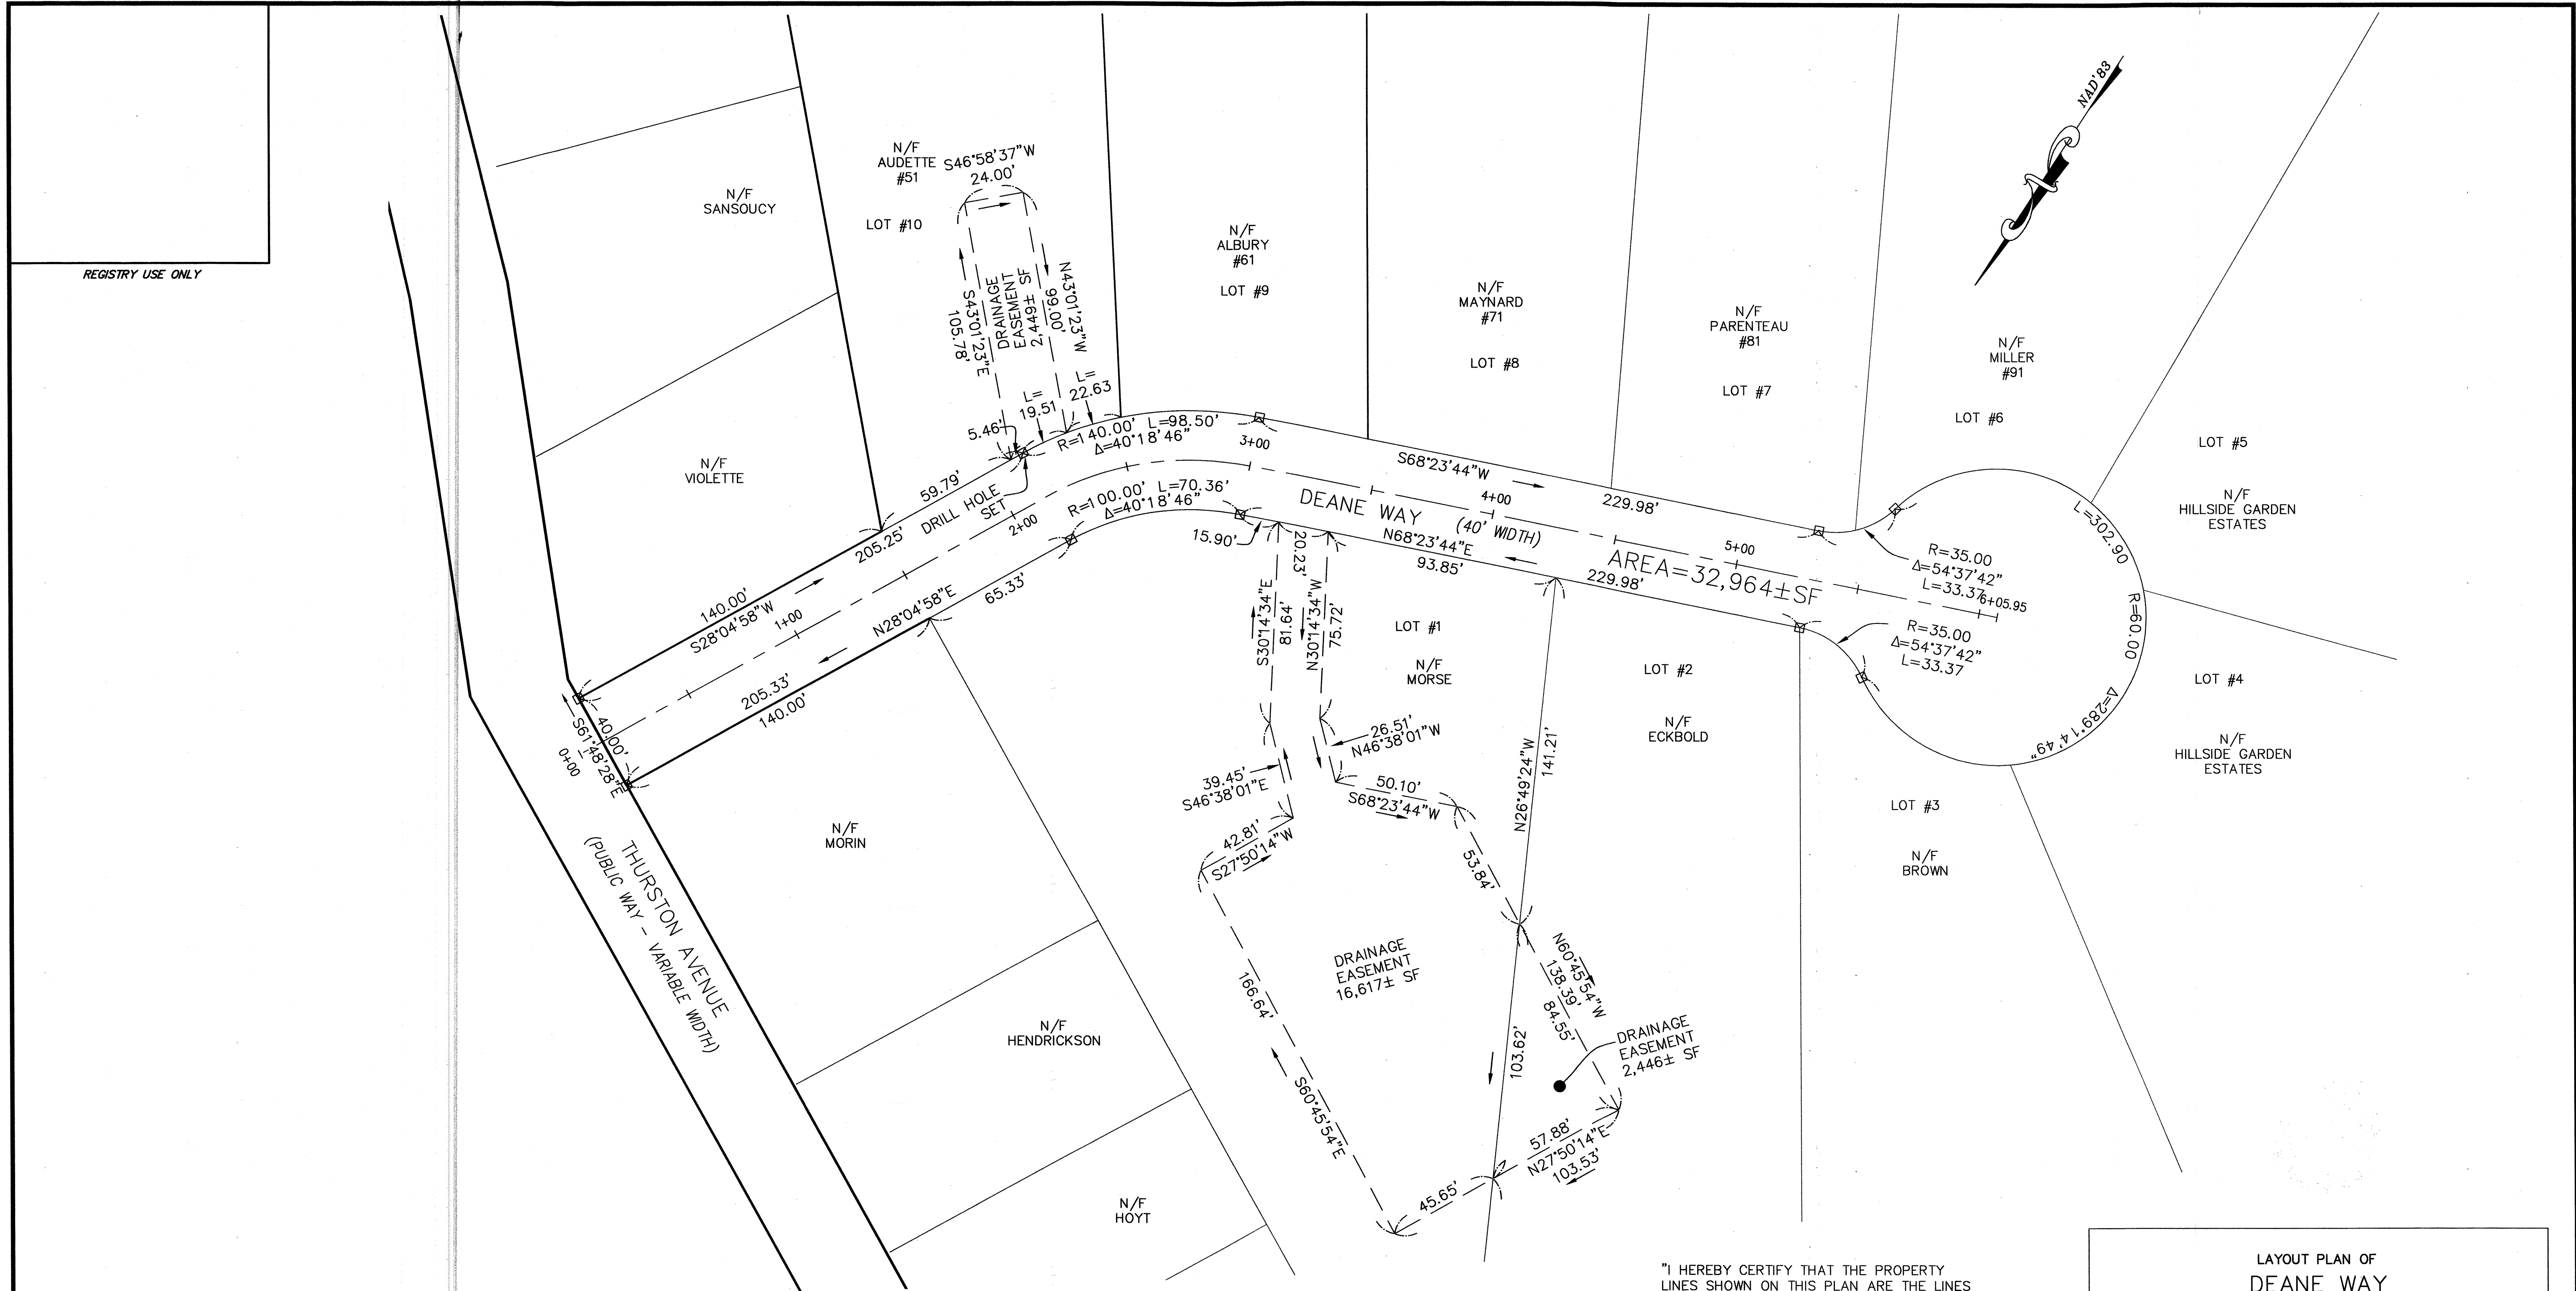 REGISTRY USE ONLY
NAD'83
N/F
SANSOUCY
N/F
AUDETTE
#51
LOT #10
S46°58'37"W
24.00'
S43°01'23"E
105.78'
DRAINAGE
EASEMENT
2,449± SF
N43°01'23"W
99.00'
N/F
ALBURY
#61
LOT #9
N/F
MAYNARD
#71
LOT #8
N/F
PARENTEAU
#81
LOT #7
N/F
MILLER
#91
LOT #6
LOT #5
N/F
HILLSIDE GARDEN
ESTATES
N/F
VIOLETTE
5.46'
L=
19.51
L=
22.63
R=140.00' L=98.50'
Δ=40°18'46"
3+00
59.79'
DRILL HOLE
SET
205.25'
2+00
R=100.00' L=70.36'
Δ=40°18'46"
S68°23'44"W
229.98'
DEANE WAY
(40' WIDTH)
4+00
5+00
N68°23'44"E
93.85'
229.98'
AREA=32,964±SF
R=35.00
Δ=54°37'42"
L=33.37
6+05.95
L=302.90
R=60.00
Δ=289°14'49"
R=35.00
Δ=54°37'42"
L=33.37
140.00'
S28°04'58"W
1+00
N28°04'58"E
65.33'
205.33'
140.00'
40.00'
S61°48'28"E
0+00
15.90'
20.23'
S30°14'34"E
81.64'
N30°14'34"W
75.72'
LOT #1
N/F
MORSE
LOT #2
N/F
ECKBOLD
LOT #4
N/F
HILLSIDE GARDEN
ESTATES
LOT #3
N/F
BROWN
26.51'
N46°38'01"W
39.45'
S46°38'01"E
50.10'
S68°23'44"W
42.81'
S27°50'14"W
53.84'
N26°49'24"W
141.21'
N/F
MORIN
THURSTON AVENUE
(PUBLIC WAY - VARIABLE WIDTH)
DRAINAGE
EASEMENT
16,617± SF
166.64'
S60°45'54"E
N60°45'54"W
138.39'
84.55'
103.62'
DRAINAGE
EASEMENT
2,446± SF
57.88'
N27°50'14"E
103.53'
45.65'
N/F
HENDRICKSON
N/F
HOYT
"I HEREBY CERTIFY THAT THE PROPERTY
LINES SHOWN ON THIS PLAN ARE THE LINES
LAYOUT PLAN OF
DEANE WAY